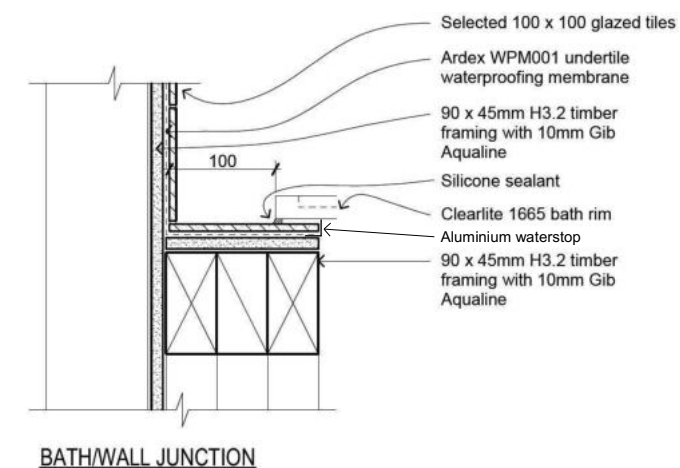 Selected 100 x 100 glazed tiles
Ardex WPM001 undertile
waterproofing membrane
90 x 45mm H3.2 timber
framing with 10mm Gib
Aqualine
100
Silicone sealant
Clearlite 1665 bath rim
Aluminium waterstop
90 x 45mm H3.2 timber
framing with 10mm Gib
Aqualine
BATH/WALL JUNCTION